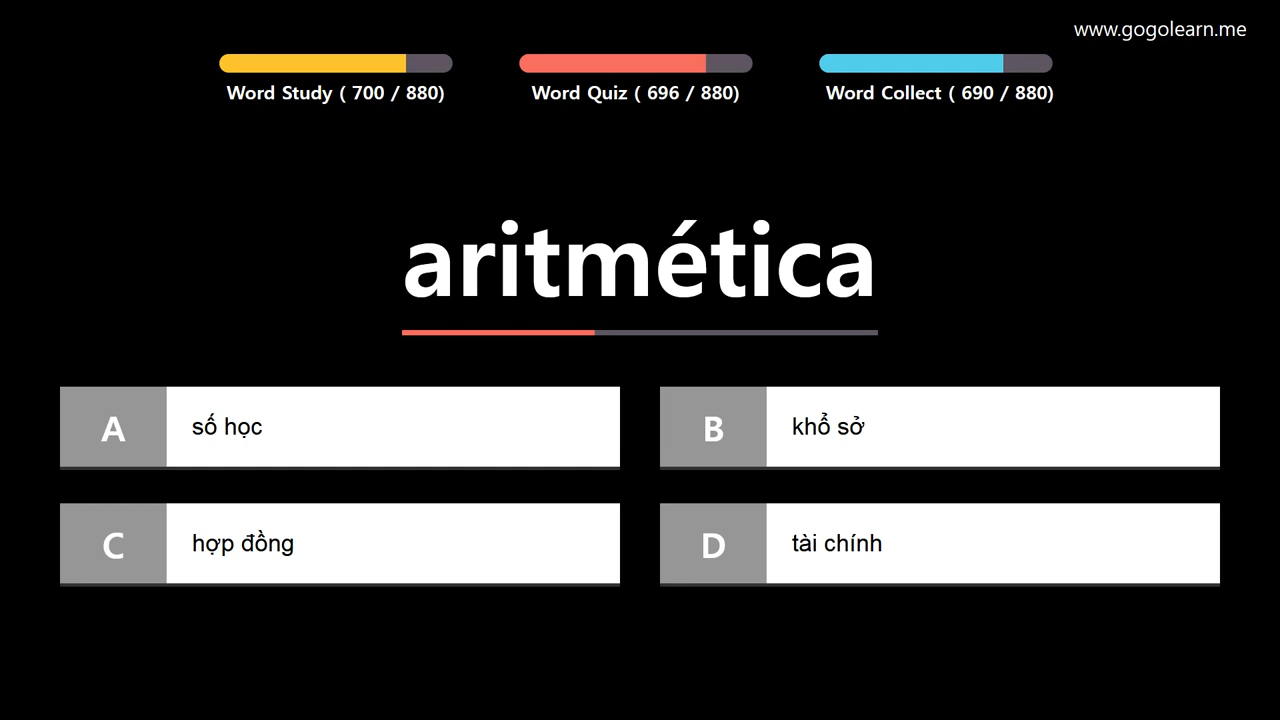 www.gogolearn.me
Word Study ( 700 / 880)
Word Quiz ( 696 / 880)
Word Collect ( 690 / 880)
aritmética
A
số học
B
khổ sở
C
hợp đồng
D
tài chính